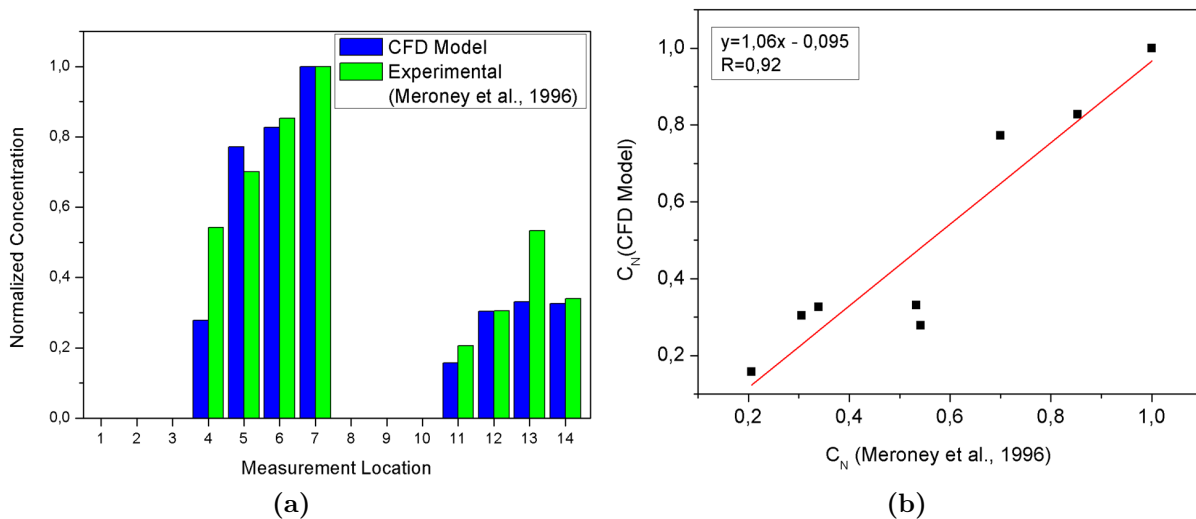 CFD Model
Experimental
(Meroney et al., 1996)
Normalized Concentration
1,0
0,8
0,6
0,4
0,2
0,0
1 2 3 4 5 6 7 8 9 10 11 12 13 14
Measurement Location
(a)
y=1,06x - 0,095
R=0,92
C_N(CFD Model)
1,0
0,8
0,6
0,4
0,2
0,2 0,4 0,6 0,8 1,0
C_N (Meroney et al., 1996)
(b)